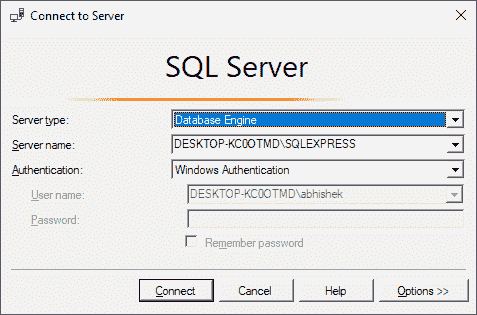 Connect to Server
SQL Server
Server type: Database Engine
Server name: DESKTOP-KC0OTMD\SQLEXPRESS
Authentication: Windows Authentication
User name: DESKTOP-KC0OTMD\abhishek
Password:
Remember password
Connect Cancel Help Options >>